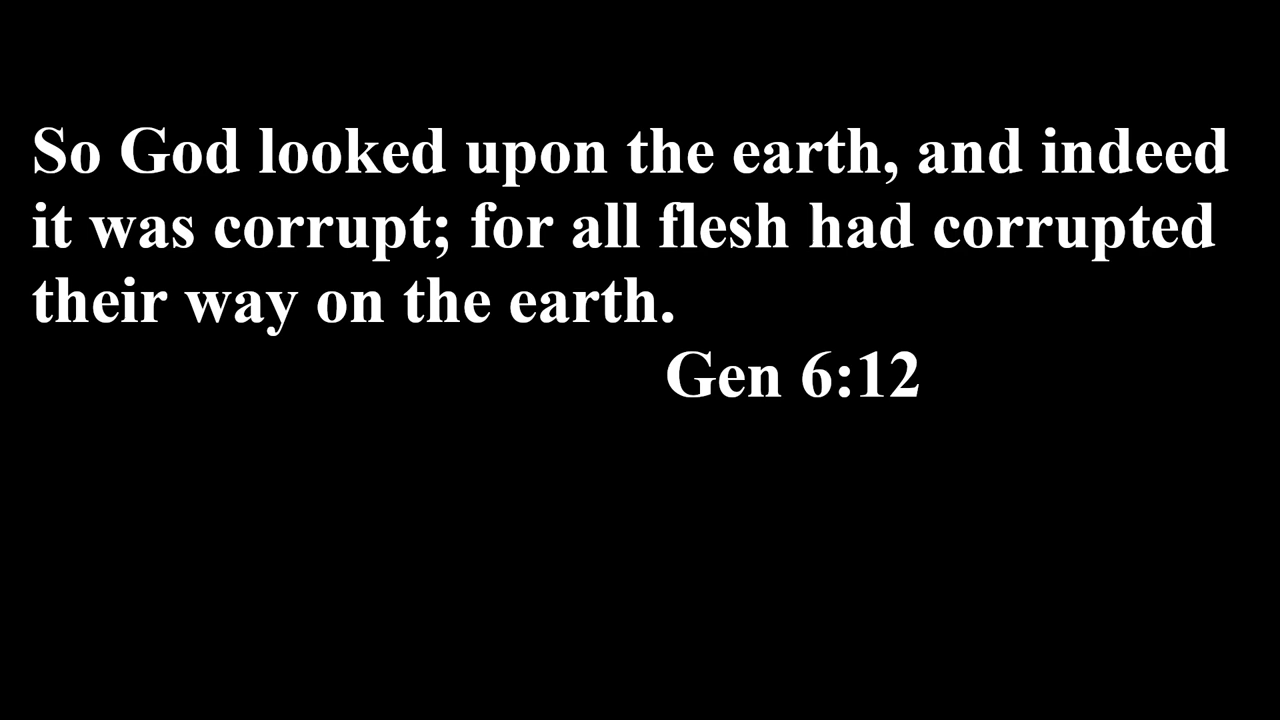 So God looked upon the earth, and indeed
it was corrupt; for all flesh had corrupted
their way on the earth.
Gen 6:12